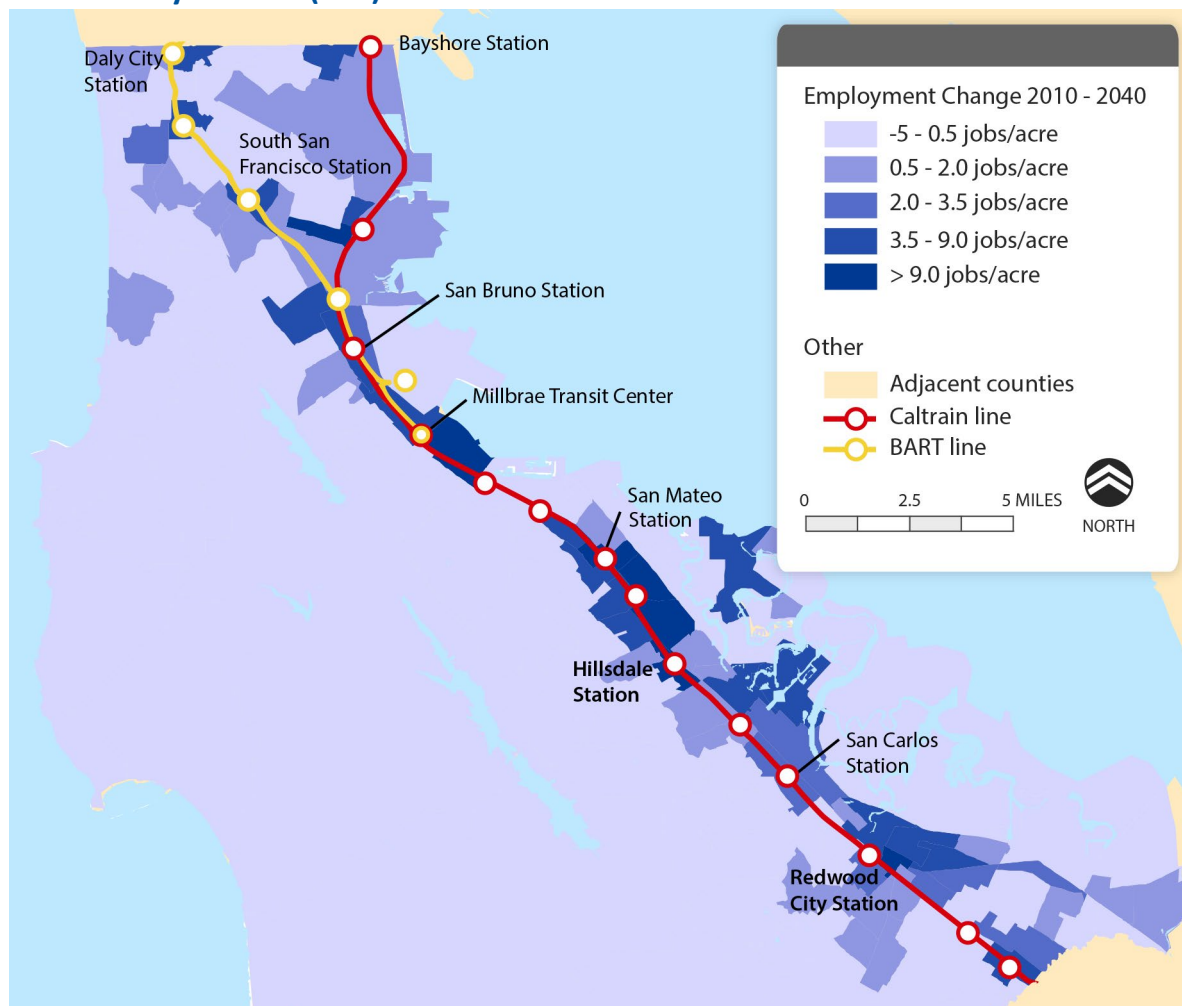 Daly City
Station
Bayshore Station
South San
Francisco Station
San Bruno Station
Millbrae Transit Center
San Mateo
Station
Hillsdale
Station
San Carlos
Station
Redwood
City Station
Employment Change 2010 - 2040
-5 - 0.5 jobs/acre
0.5 - 2.0 jobs/acre
2.0 - 3.5 jobs/acre
3.5 - 9.0 jobs/acre
> 9.0 jobs/acre
Other
Adjacent counties
Caltrain line
BART line
0 2.5 5 MILES
NORTH